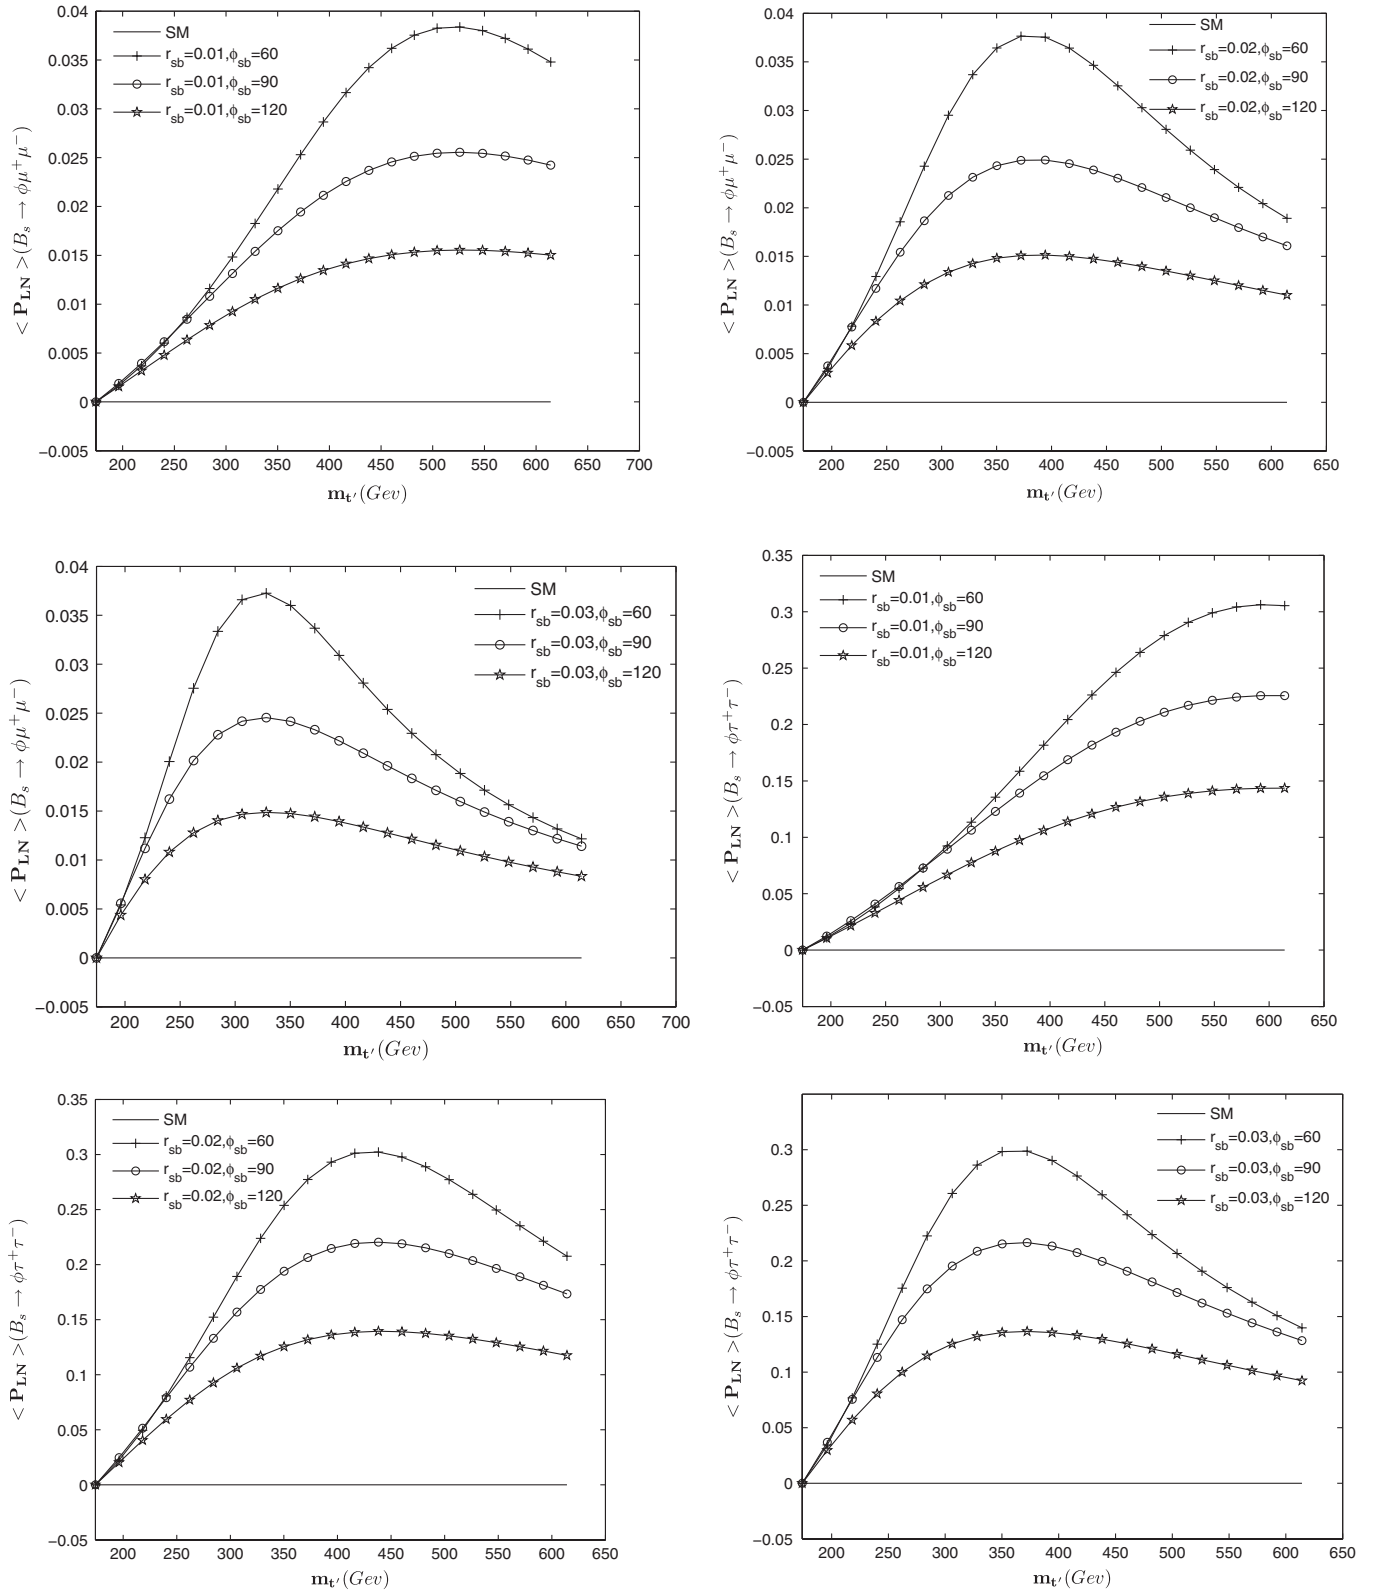 0.04
0.035
0.03
0.025
0.02
0.015
0.01
0.005
0
−0.005
200 250 300 350 400 450 500 550 600 650 700
SM
r_sb=0.01,ϕ_sb=60
r_sb=0.01,ϕ_sb=90
r_sb=0.01,ϕ_sb=120
< P_LN >(B_s → ϕμ⁺μ⁻)
m_t′(Gev)
0.04
0.035
0.03
0.025
0.02
0.015
0.01
0.005
0
−0.005
200 250 300 350 400 450 500 550 600 650
SM
r_sb=0.02,ϕ_sb=60
r_sb=0.02,ϕ_sb=90
r_sb=0.02,ϕ_sb=120
< P_LN >(B_s → ϕμ⁺μ⁻)
m_t′(Gev)
0.04
0.035
0.03
0.025
0.02
0.015
0.01
0.005
0
−0.005
200 250 300 350 400 450 500 550 600 650 700
SM
r_sb=0.03,ϕ_sb=60
r_sb=0.03,ϕ_sb=90
r_sb=0.03,ϕ_sb=120
< P_LN >(B_s → ϕμ⁺μ⁻)
m_t′(Gev)
0.35
0.3
0.25
0.2
0.15
0.1
0.05
0
−0.05
200 250 300 350 400 450 500 550 600 650
SM
r_sb=0.01,ϕ_sb=60
r_sb=0.01,ϕ_sb=90
r_sb=0.01,ϕ_sb=120
< P_LN >(B_s → ϕτ⁺τ⁻)
m_t′(Gev)
0.35
0.3
0.25
0.2
0.15
0.1
0.05
0
−0.05
200 250 300 350 400 450 500 550 600 650
SM
r_sb=0.02,ϕ_sb=60
r_sb=0.02,ϕ_sb=90
r_sb=0.02,ϕ_sb=120
< P_LN >(B_s → ϕτ⁺τ⁻)
m_t′(Gev)
0.3
0.25
0.2
0.15
0.1
0.05
0
−0.05
200 250 300 350 400 450 500 550 600 650
SM
r_sb=0.03,ϕ_sb=60
r_sb=0.03,ϕ_sb=90
r_sb=0.03,ϕ_sb=120
< P_LN >(B_s → ϕτ⁺τ⁻)
m_t′(Gev)